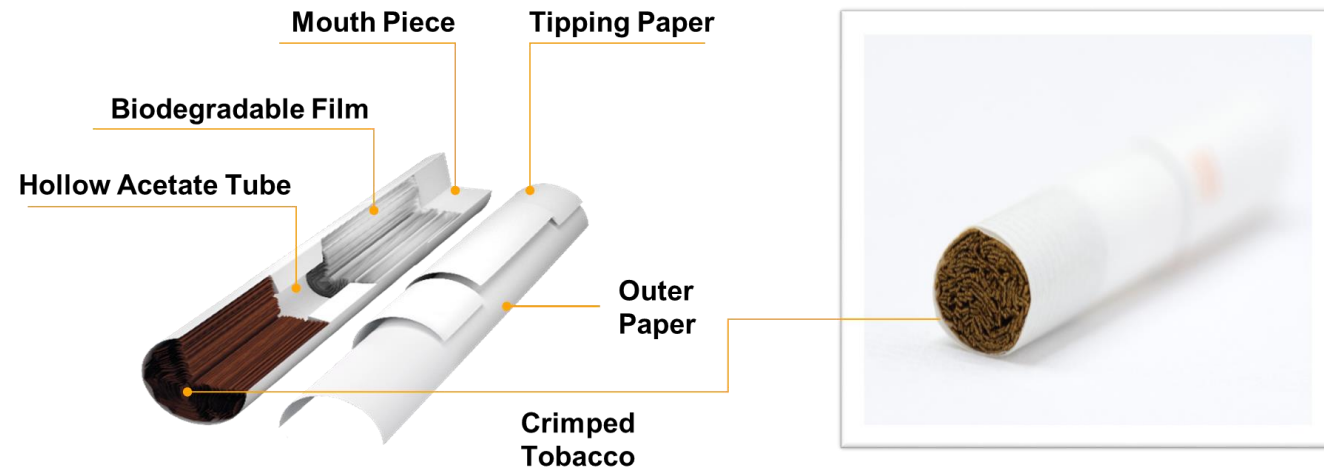 Mouth Piece
Tipping Paper
Biodegradable Film
Hollow Acetate Tube
Outer
Paper
Crimped
Tobacco